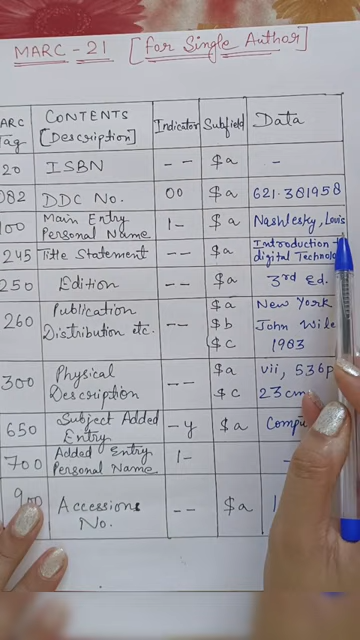 MARC - 21 [for Single Author]
ARC Tag CONTENTS [Description] Indicator Subfield Data
20 ISBN -- $a -
082 DDC No. 00 $a 621.381958
100 Main Entry Personal Name 1- $a Nashlesky, Louis
245 Title Statement -- $a Introduction digital Technolo
250 Edition -- $a 3rd Ed.
260 Publication Distribution etc. -- $a New York
$b John Wile
$c 1983
300 Physical Description -- $a vii, 536p
$c 23cm
650 Subject Added Entry -y $a Compu
700 Added Entry Personal Name 1- -
900 Accessions No. -- $a 1